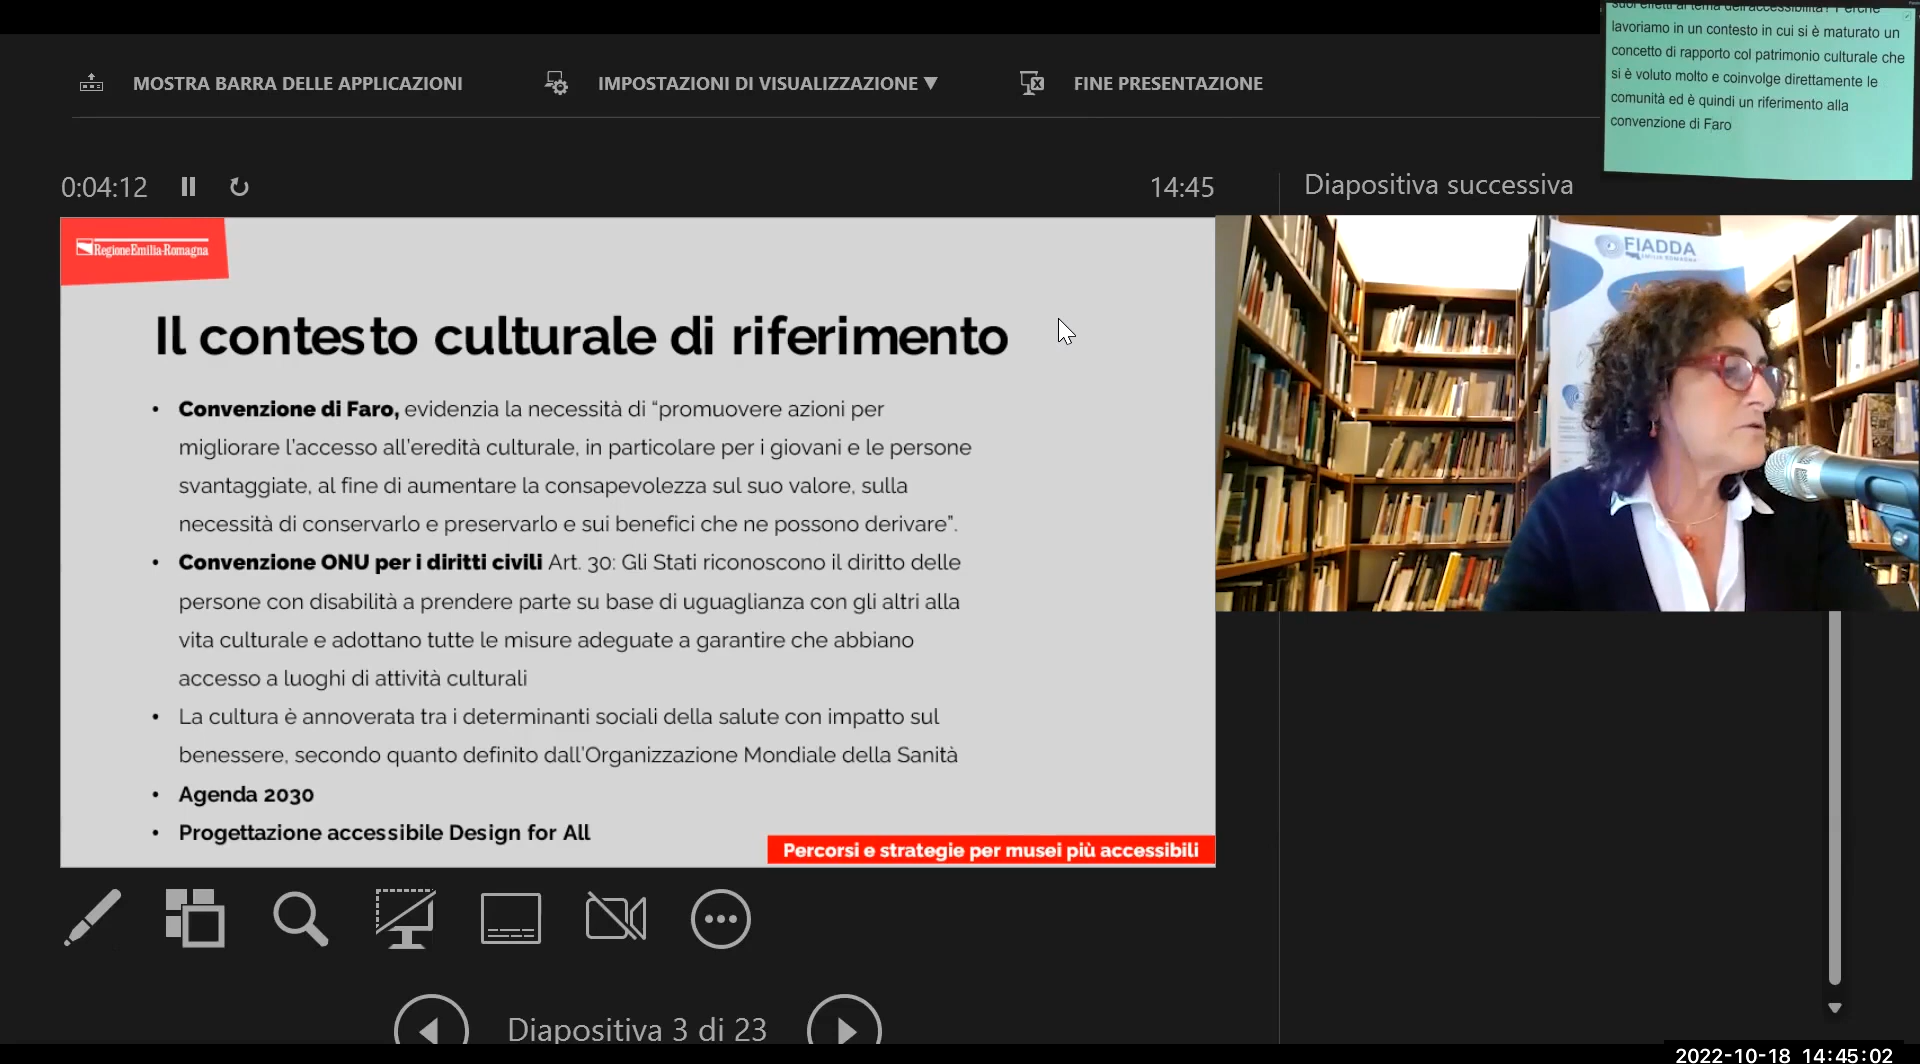 suoi effetti al tema dell'accessibilità? Perché
lavoriamo in un contesto in cui si è maturato un
concetto di rapporto col patrimonio culturale che
si è voluto molto e coinvolge direttamente le
comunità ed è quindi un riferimento alla
convenzione di Faro
MOSTRA BARRA DELLE APPLICAZIONI
IMPOSTAZIONI DI VISUALIZZAZIONE ▼
FINE PRESENTAZIONE
0:04:12
14:45
Diapositiva successiva
RegioneEmilia-Romagna
Il contesto culturale di riferimento
• Convenzione di Faro, evidenzia la necessità di “promuovere azioni per
migliorare l'accesso all'eredità culturale, in particolare per i giovani e le persone
svantaggiate, al fine di aumentare la consapevolezza sul suo valore, sulla
necessità di conservarlo e preservarlo e sui benefici che ne possono derivare”.
• Convenzione ONU per i diritti civili Art. 30: Gli Stati riconoscono il diritto delle
persone con disabilità a prendere parte su base di uguaglianza con gli altri alla
vita culturale e adottano tutte le misure adeguate a garantire che abbiano
accesso a luoghi di attività culturali
• La cultura è annoverata tra i determinanti sociali della salute con impatto sul
benessere, secondo quanto definito dall'Organizzazione Mondiale della Sanità
• Agenda 2030
• Progettazione accessibile Design for All
Percorsi e strategie per musei più accessibili
FIADDA
EMILIA ROMAGNA
Diapositiva 3 di 23
2022-10-18 14:45:02